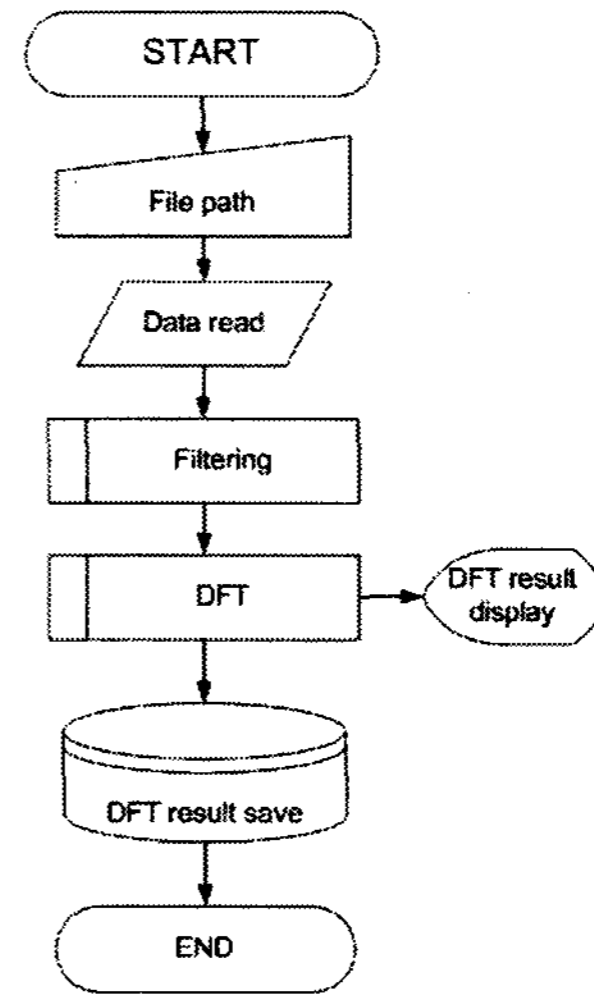 START
File path
Data read
Filtering
DFT
DFT result
display
DFT result save
END